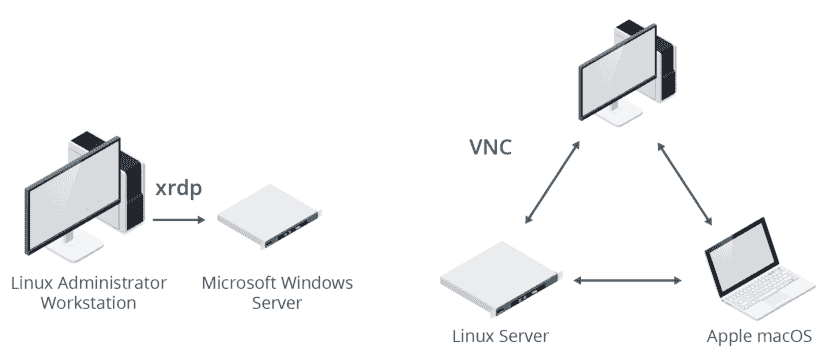 xrdp
Linux Administrator
Workstation
Microsoft Windows
Server
VNC
Linux Server
Apple macOS